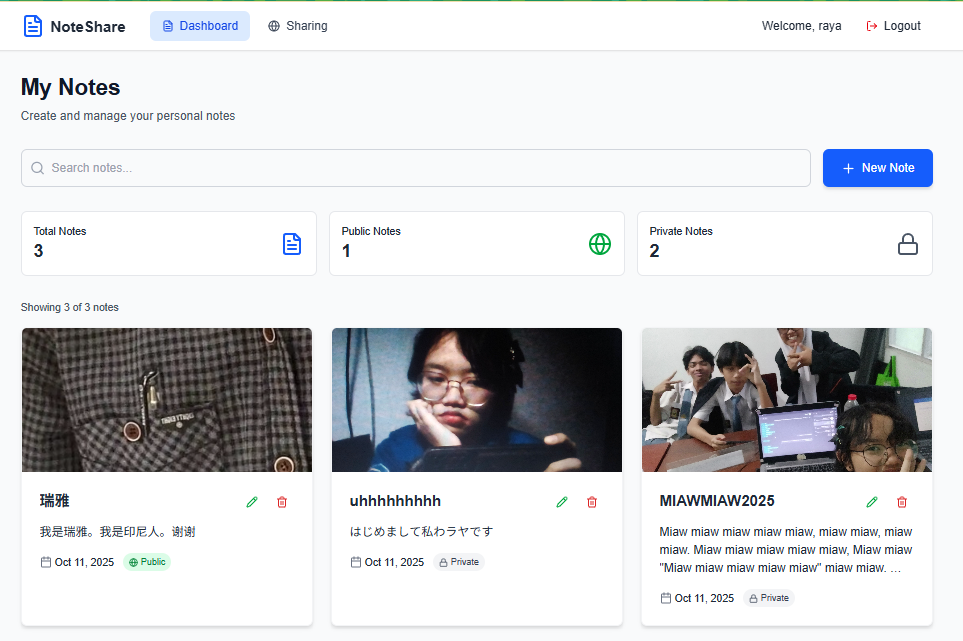 NoteShare
Dashboard
Sharing
Welcome, raya
Logout
My Notes
Create and manage your personal notes
Search notes...
New Note
Total Notes
3
Public Notes
1
Private Notes
2
Showing 3 of 3 notes
瑞雅
我是瑞雅。我是印尼人。谢谢
Oct 11, 2025
Public
uhhhhhhhhh
はじめまして私わラヤです
Oct 11, 2025
Private
MIAWMIAW2025
Miaw miaw miaw miaw miaw, miaw miaw, miaw
miaw. Miaw miaw miaw miaw miaw, Miaw miaw
"Miaw miaw miaw miaw miaw" miaw miaw. ...
Oct 11, 2025
Private